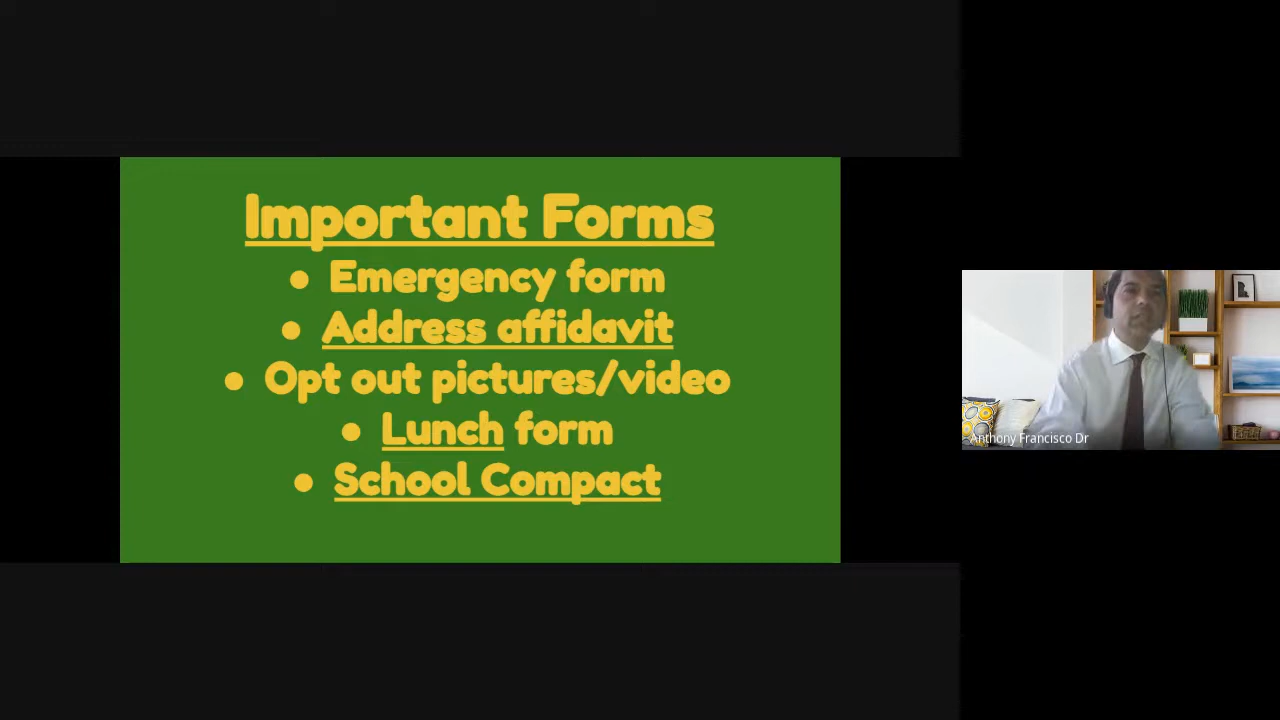 Important Forms
● Emergency form
● Address affidavit
● Opt out pictures/video
● Lunch form
● School Compact
Anthony Francisco Dr